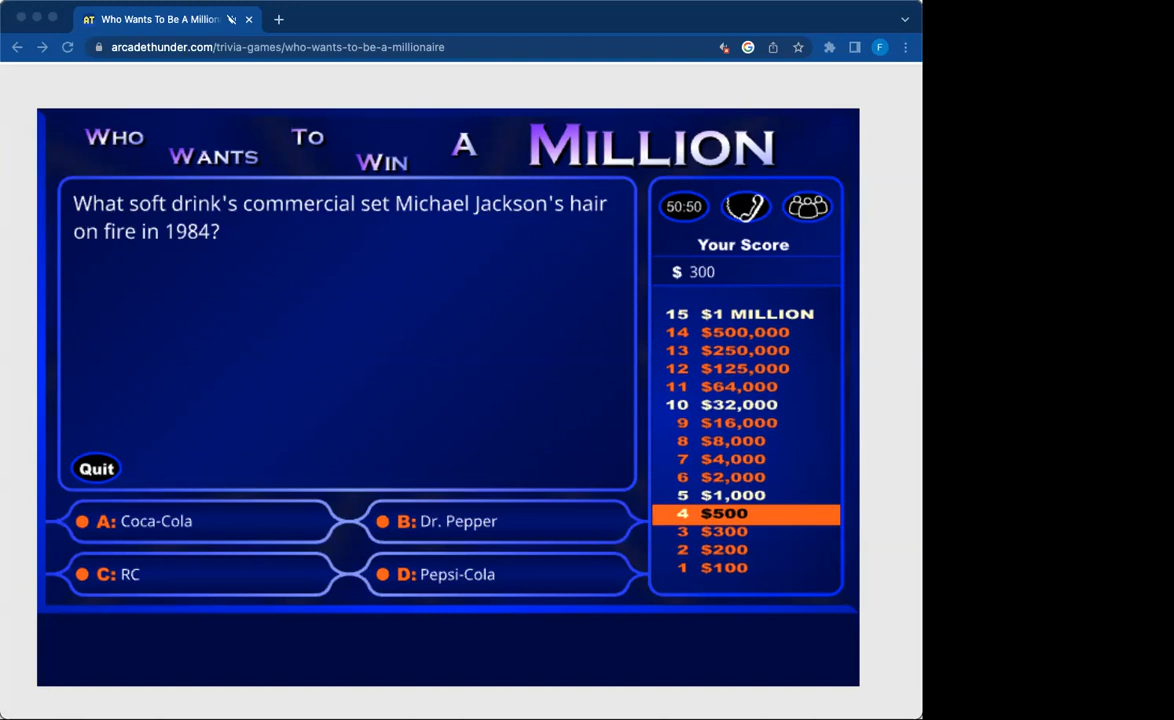 Who Wants To Be A Million
arcadethunder.com/trivia-games/who-wants-to-be-a-millionaire
F
WHO WANTS TO WIN A MILLION
What soft drink's commercial set Michael Jackson's hair
on fire in 1984?
50:50
Your Score
$ 300
15 $1 MILLION
14 $500,000
13 $250,000
12 $125,000
11 $64,000
10 $32,000
9 $16,000
8 $8,000
7 $4,000
6 $2,000
5 $1,000
4 $500
3 $300
2 $200
1 $100
Quit
A: Coca-Cola
B: Dr. Pepper
C: RC
D: Pepsi-Cola